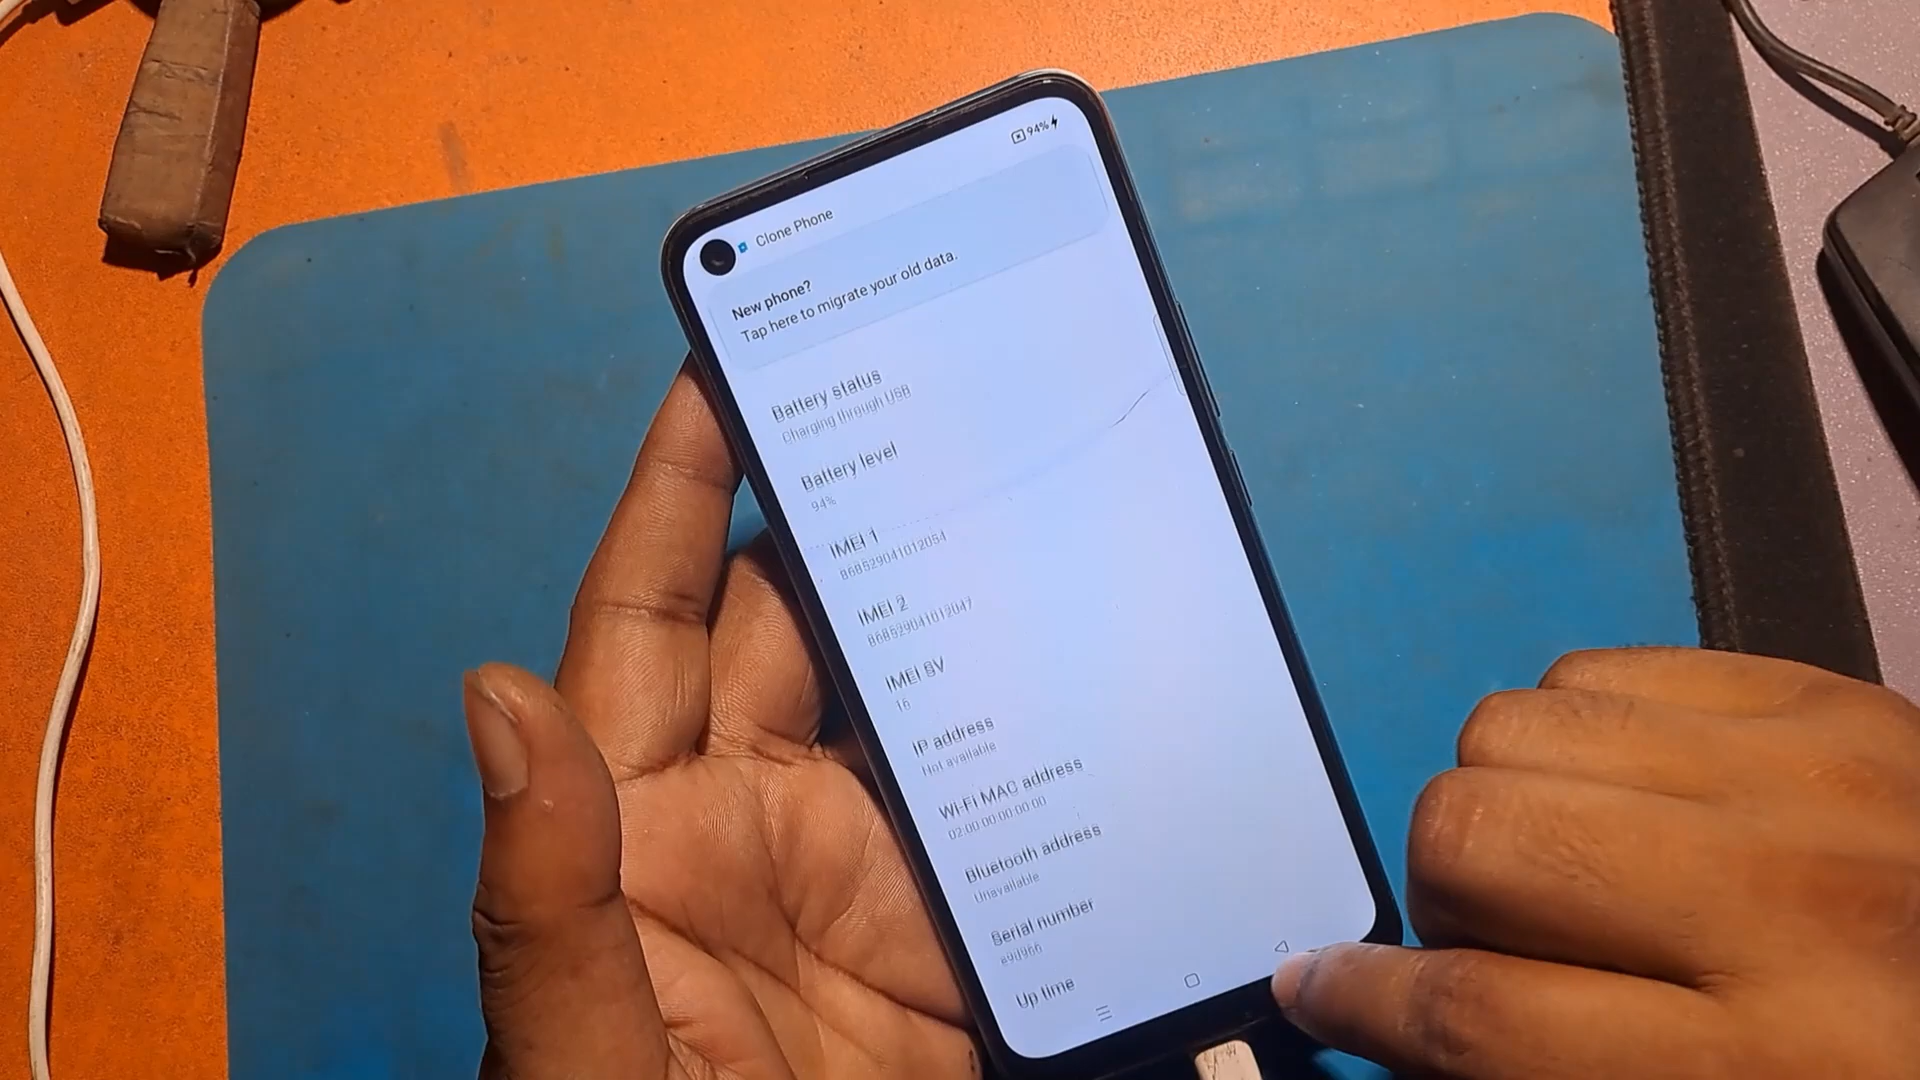 94%
Clone Phone
New phone?
Tap here to migrate your old data.
Battery status
Charging through USB
Battery level
94%
IMEI 1
868529041012054
IMEI 2
868529041012047
IMEI SV
16
IP address
Not available
Wi-Fi MAC address
02:00:00:00:00:00
Bluetooth address
Unavailable
Serial number
Up time